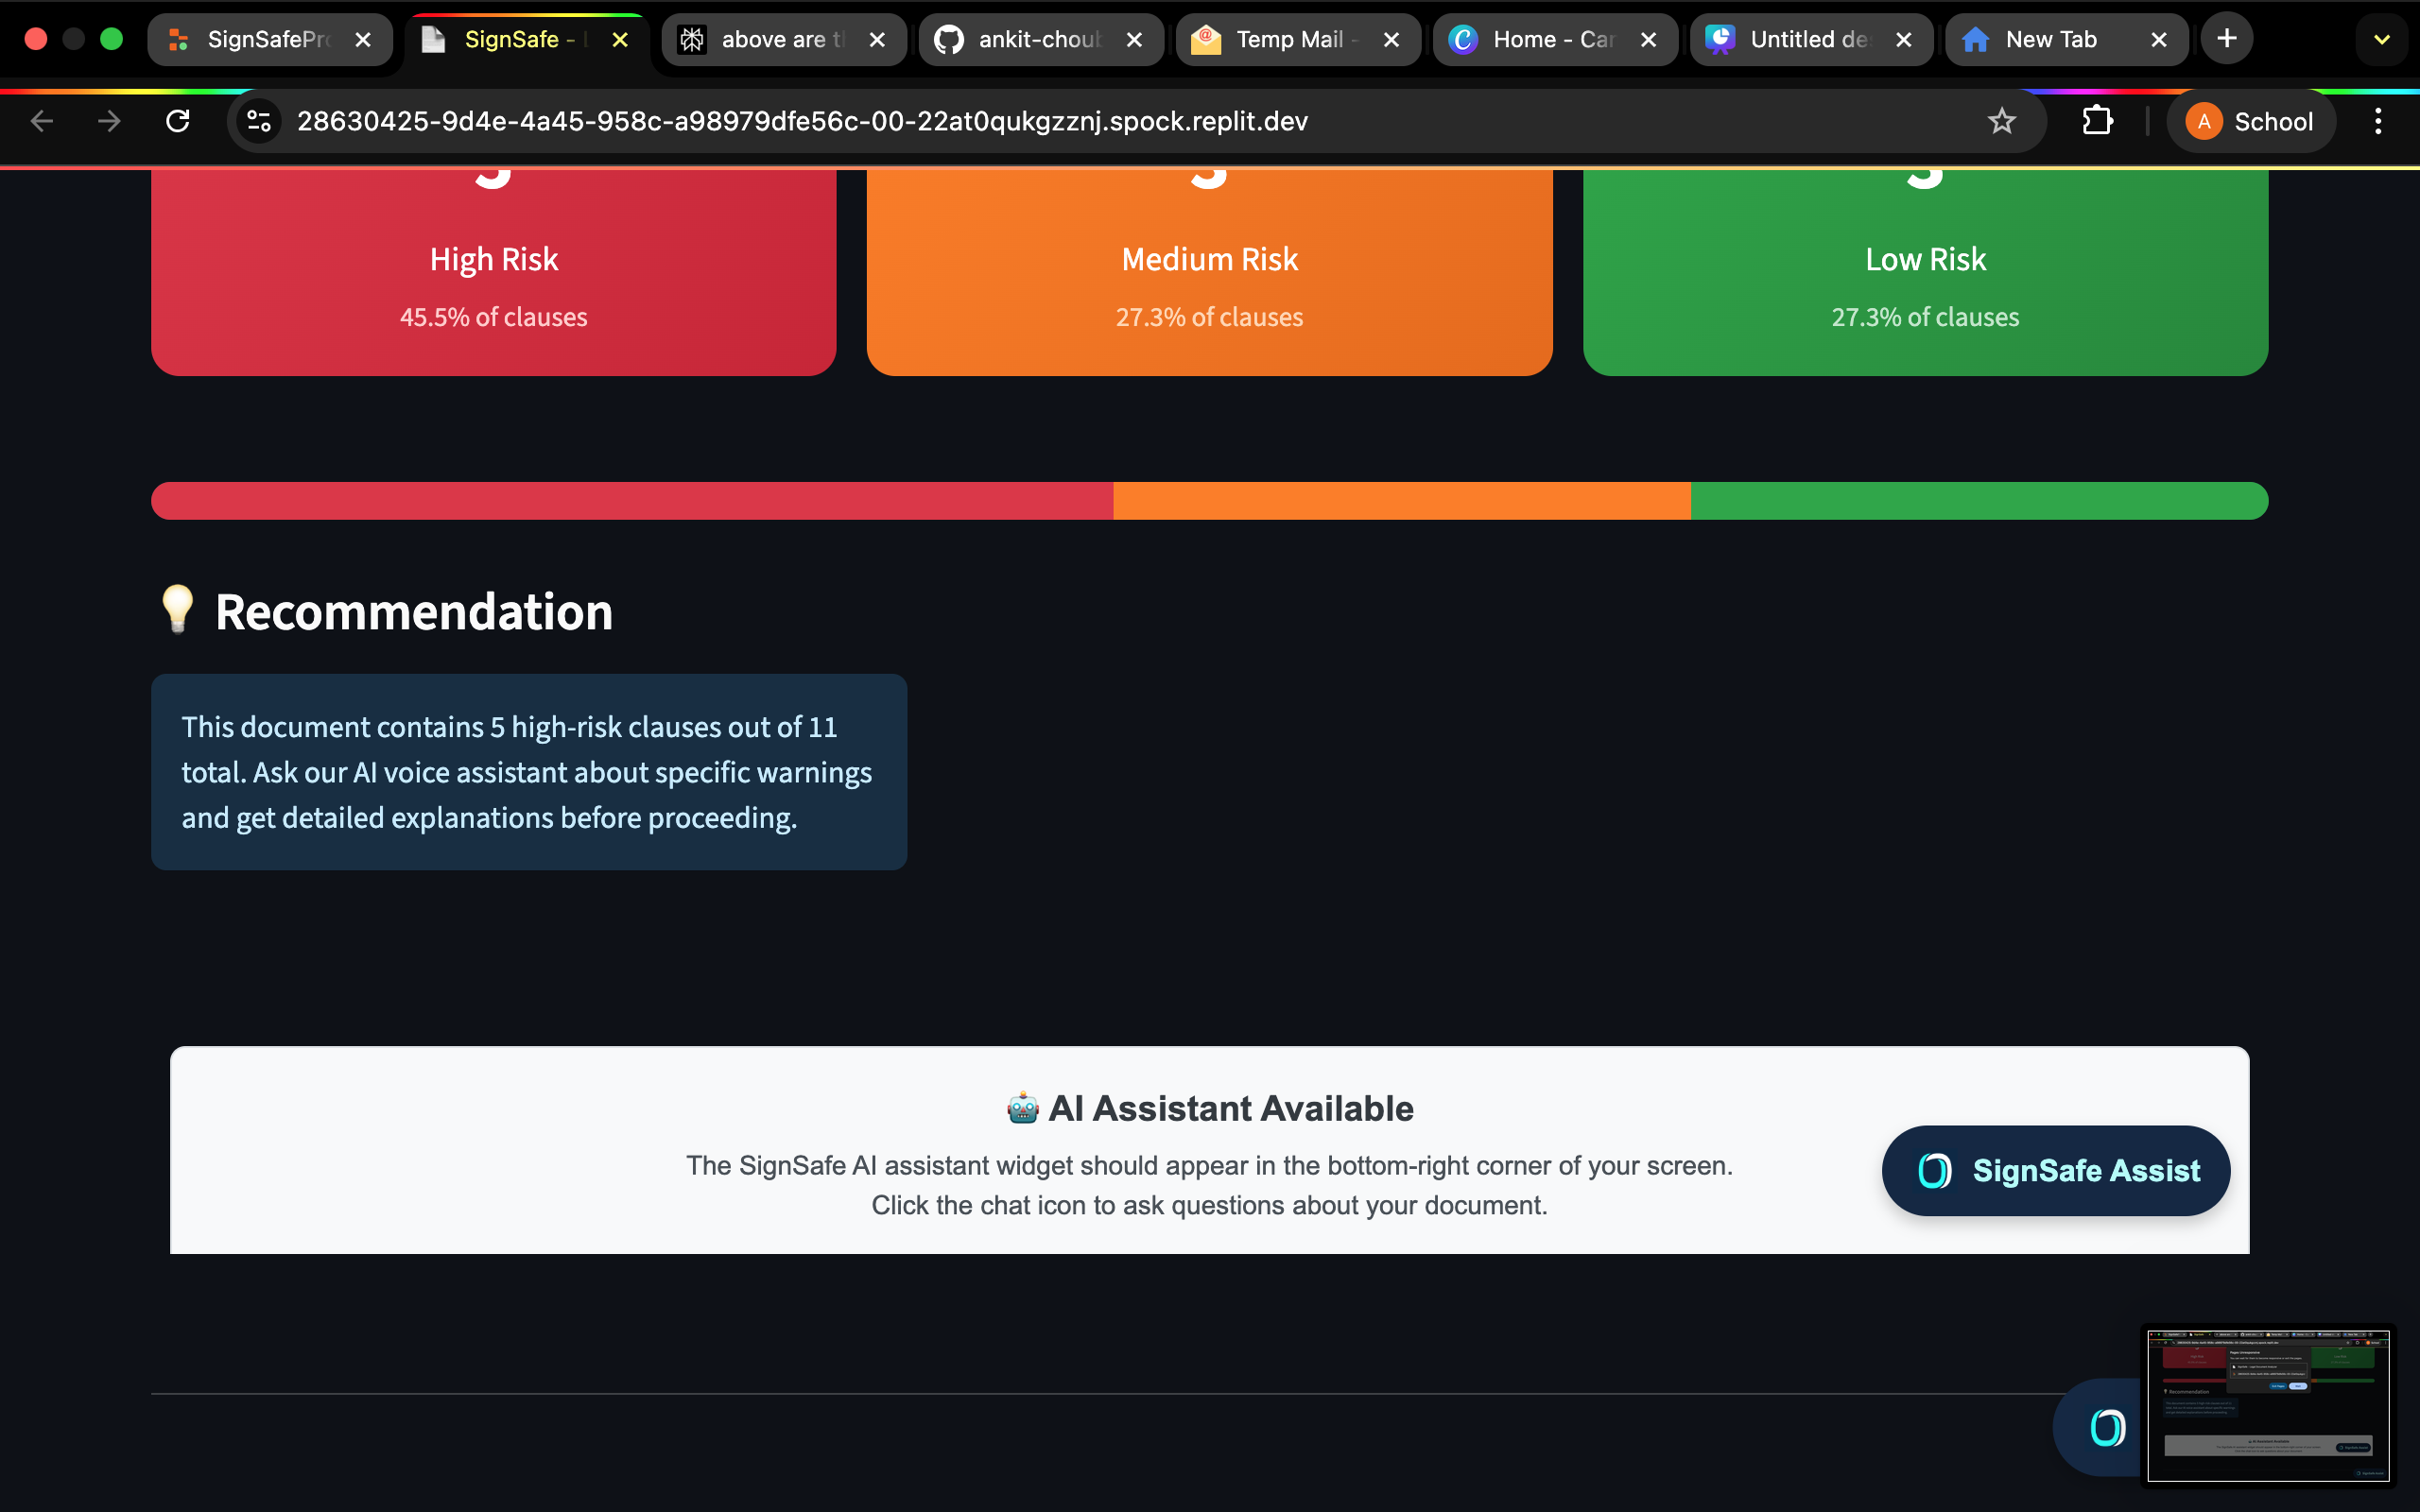 SignSafePro
SignSafe -
above are t
ankit-choub
Temp Mail -
Home - Can
Untitled de
New Tab
28630425-9d4e-4a45-958c-a98979dfe56c-00-22at0qukgzznj.spock.replit.dev
A School
High Risk
Medium Risk
Low Risk
45.5% of clauses
27.3% of clauses
27.3% of clauses
💡 Recommendation
This document contains 5 high-risk clauses out of 11
total. Ask our AI voice assistant about specific warnings
and get detailed explanations before proceeding.
🤖 AI Assistant Available
The SignSafe AI assistant widget should appear in the bottom-right corner of your screen.
Click the chat icon to ask questions about your document.
SignSafe Assist